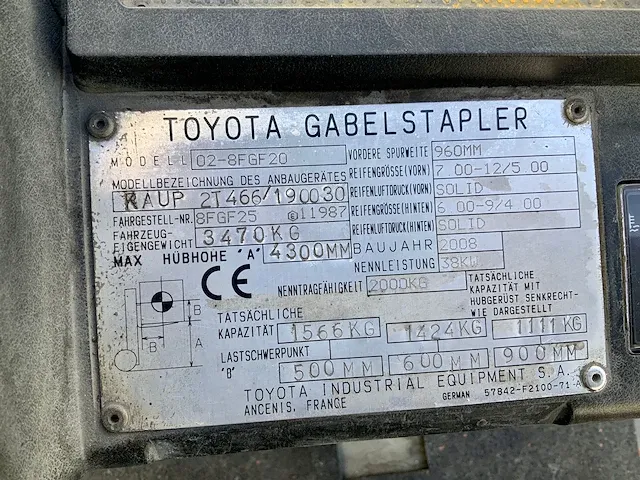 TOYOTA GABELSTAPLER
MODELL 02-8FGF20 VORDERE SPURWEITE 960MM
MODELLBEZEICHNUNG DES ANBAUGERÄTES REIFENGRÖSSE(VORN) 7.00-12/5.00
KAUP 2T466/190030 REIFENLUFTDRUCK(VORN) SOLID
FAHRGESTELL-NR. 8FGF25 11987 REIFENGRÖSSE(HINTEN) 6.00-9/4.00
FAHRZEUG-EIGENGEWICHT 3470KG REIFENLUFTDRUCK(HINTEN) SOLID
MAX HÜBHOHE "A" 4300MM BAUJAHR 2008
NENNLEISTUNG 38KW
CE NENNTRAGFÄHIGKEIT 2000KG TATSÄCHLICHE
KAPAZITÄT MIT
HUBGERÜST SENKRECHT-
WIE DARGESTELLT
TATSÄCHLICHE
KAPAZITÄT 1566KG 1424KG 1111KG
LASTSCHWERPUNKT
"B" 500MM 600MM 900MM
B
B A
TOYOTA INDUSTRIAL EQUIPMENT S.A.
ANCENIS, FRANCE GERMAN 57842-F2100-71-A